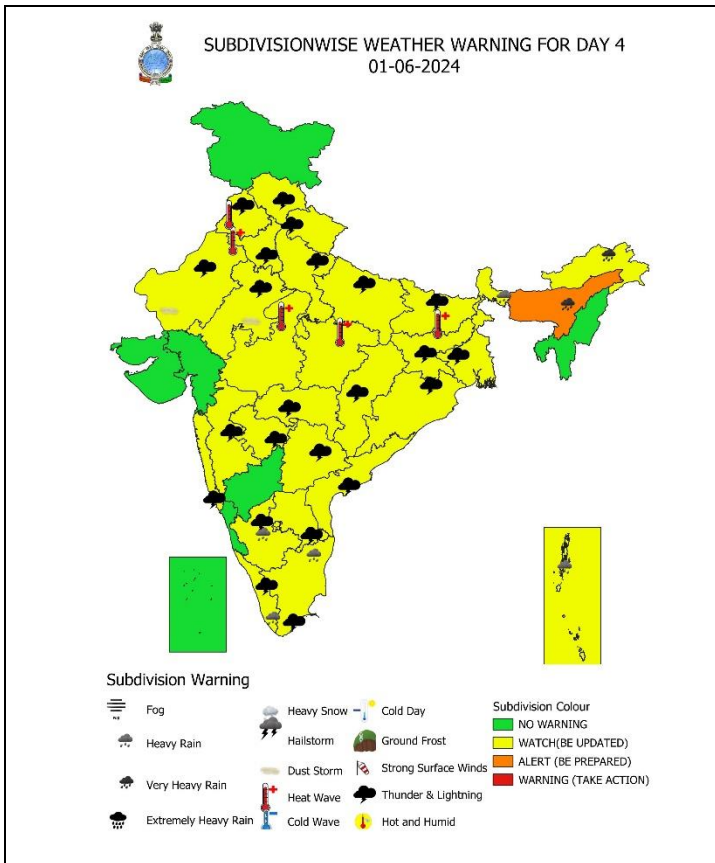 SUBDIVISIONWISE WEATHER WARNING FOR DAY 4
01-06-2024
Subdivision Warning
Fog
Heavy Rain
Very Heavy Rain
Extremely Heavy Rain
Heavy Snow
Hailstorm
Dust Storm
Heat Wave
Cold Wave
Cold Day
Ground Frost
Strong Surface Winds
Thunder & Lightning
Hot and Humid
Subdivision Colour
NO WARNING
WATCH(BE UPDATED)
ALERT (BE PREPARED)
WARNING (TAKE ACTION)